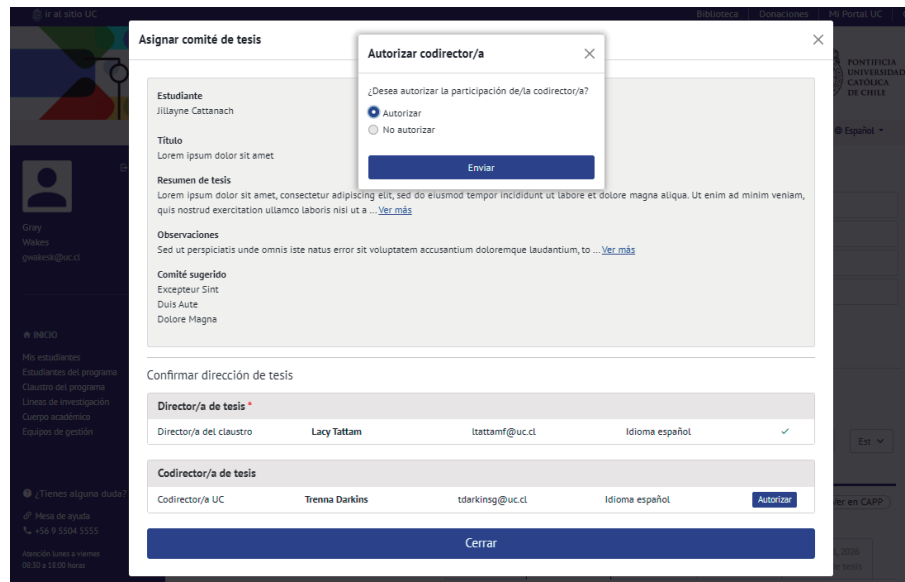 Ir al sitio UC
Biblioteca
Donaciones
Mi Portal UC
Asignar comité de tesis
Autorizar codirector/a
¿Desea autorizar la participación de/la codirector/a?
Autorizar
No autorizar
Enviar
PONTIFICIA
UNIVERSIDAD
CATÓLICA
DE CHILE
Español
Estudiante
Jillayne Cattanach
Título
Lorem ipsum dolor sit amet
Resumen de tesis
Lorem ipsum dolor sit amet, consectetur adipiscing elit, sed do eiusmod tempor incididunt ut labore et dolore magna aliqua. Ut enim ad minim veniam,
quis nostrud exercitation ullamco laboris nisi ut a ... Ver más
Observaciones
Sed ut perspiciatis unde omnis iste natus error sit voluptatem accusantium doloremque laudantium, to ... Ver más
Comité sugerido
Excepteur Sint
Duis Aute
Dolore Magna
Gray
Wakes
gwakesk@uc.cl
INICIO
Mis estudiantes
Estudiantes del programa
Claustro del programa
Lineas de investigación
Cuerpo académico
Equipos de gestión
¿Tienes alguna duda?
Mesa de ayuda
+56 9 5504 5555
Atención lunes a viernes
08:30 a 18:00 horas
Confirmar dirección de tesis
Director/a de tesis *
Director/a del claustro Lacy Tattam ltattamf@uc.cl Idioma español
Codirector/a de tesis
Codirector/a UC Trenna Darkins tdarkinsg@uc.cl Idioma español Autorizar
Cerrar
Est
Ver en CAPP
, 2026
de tesis